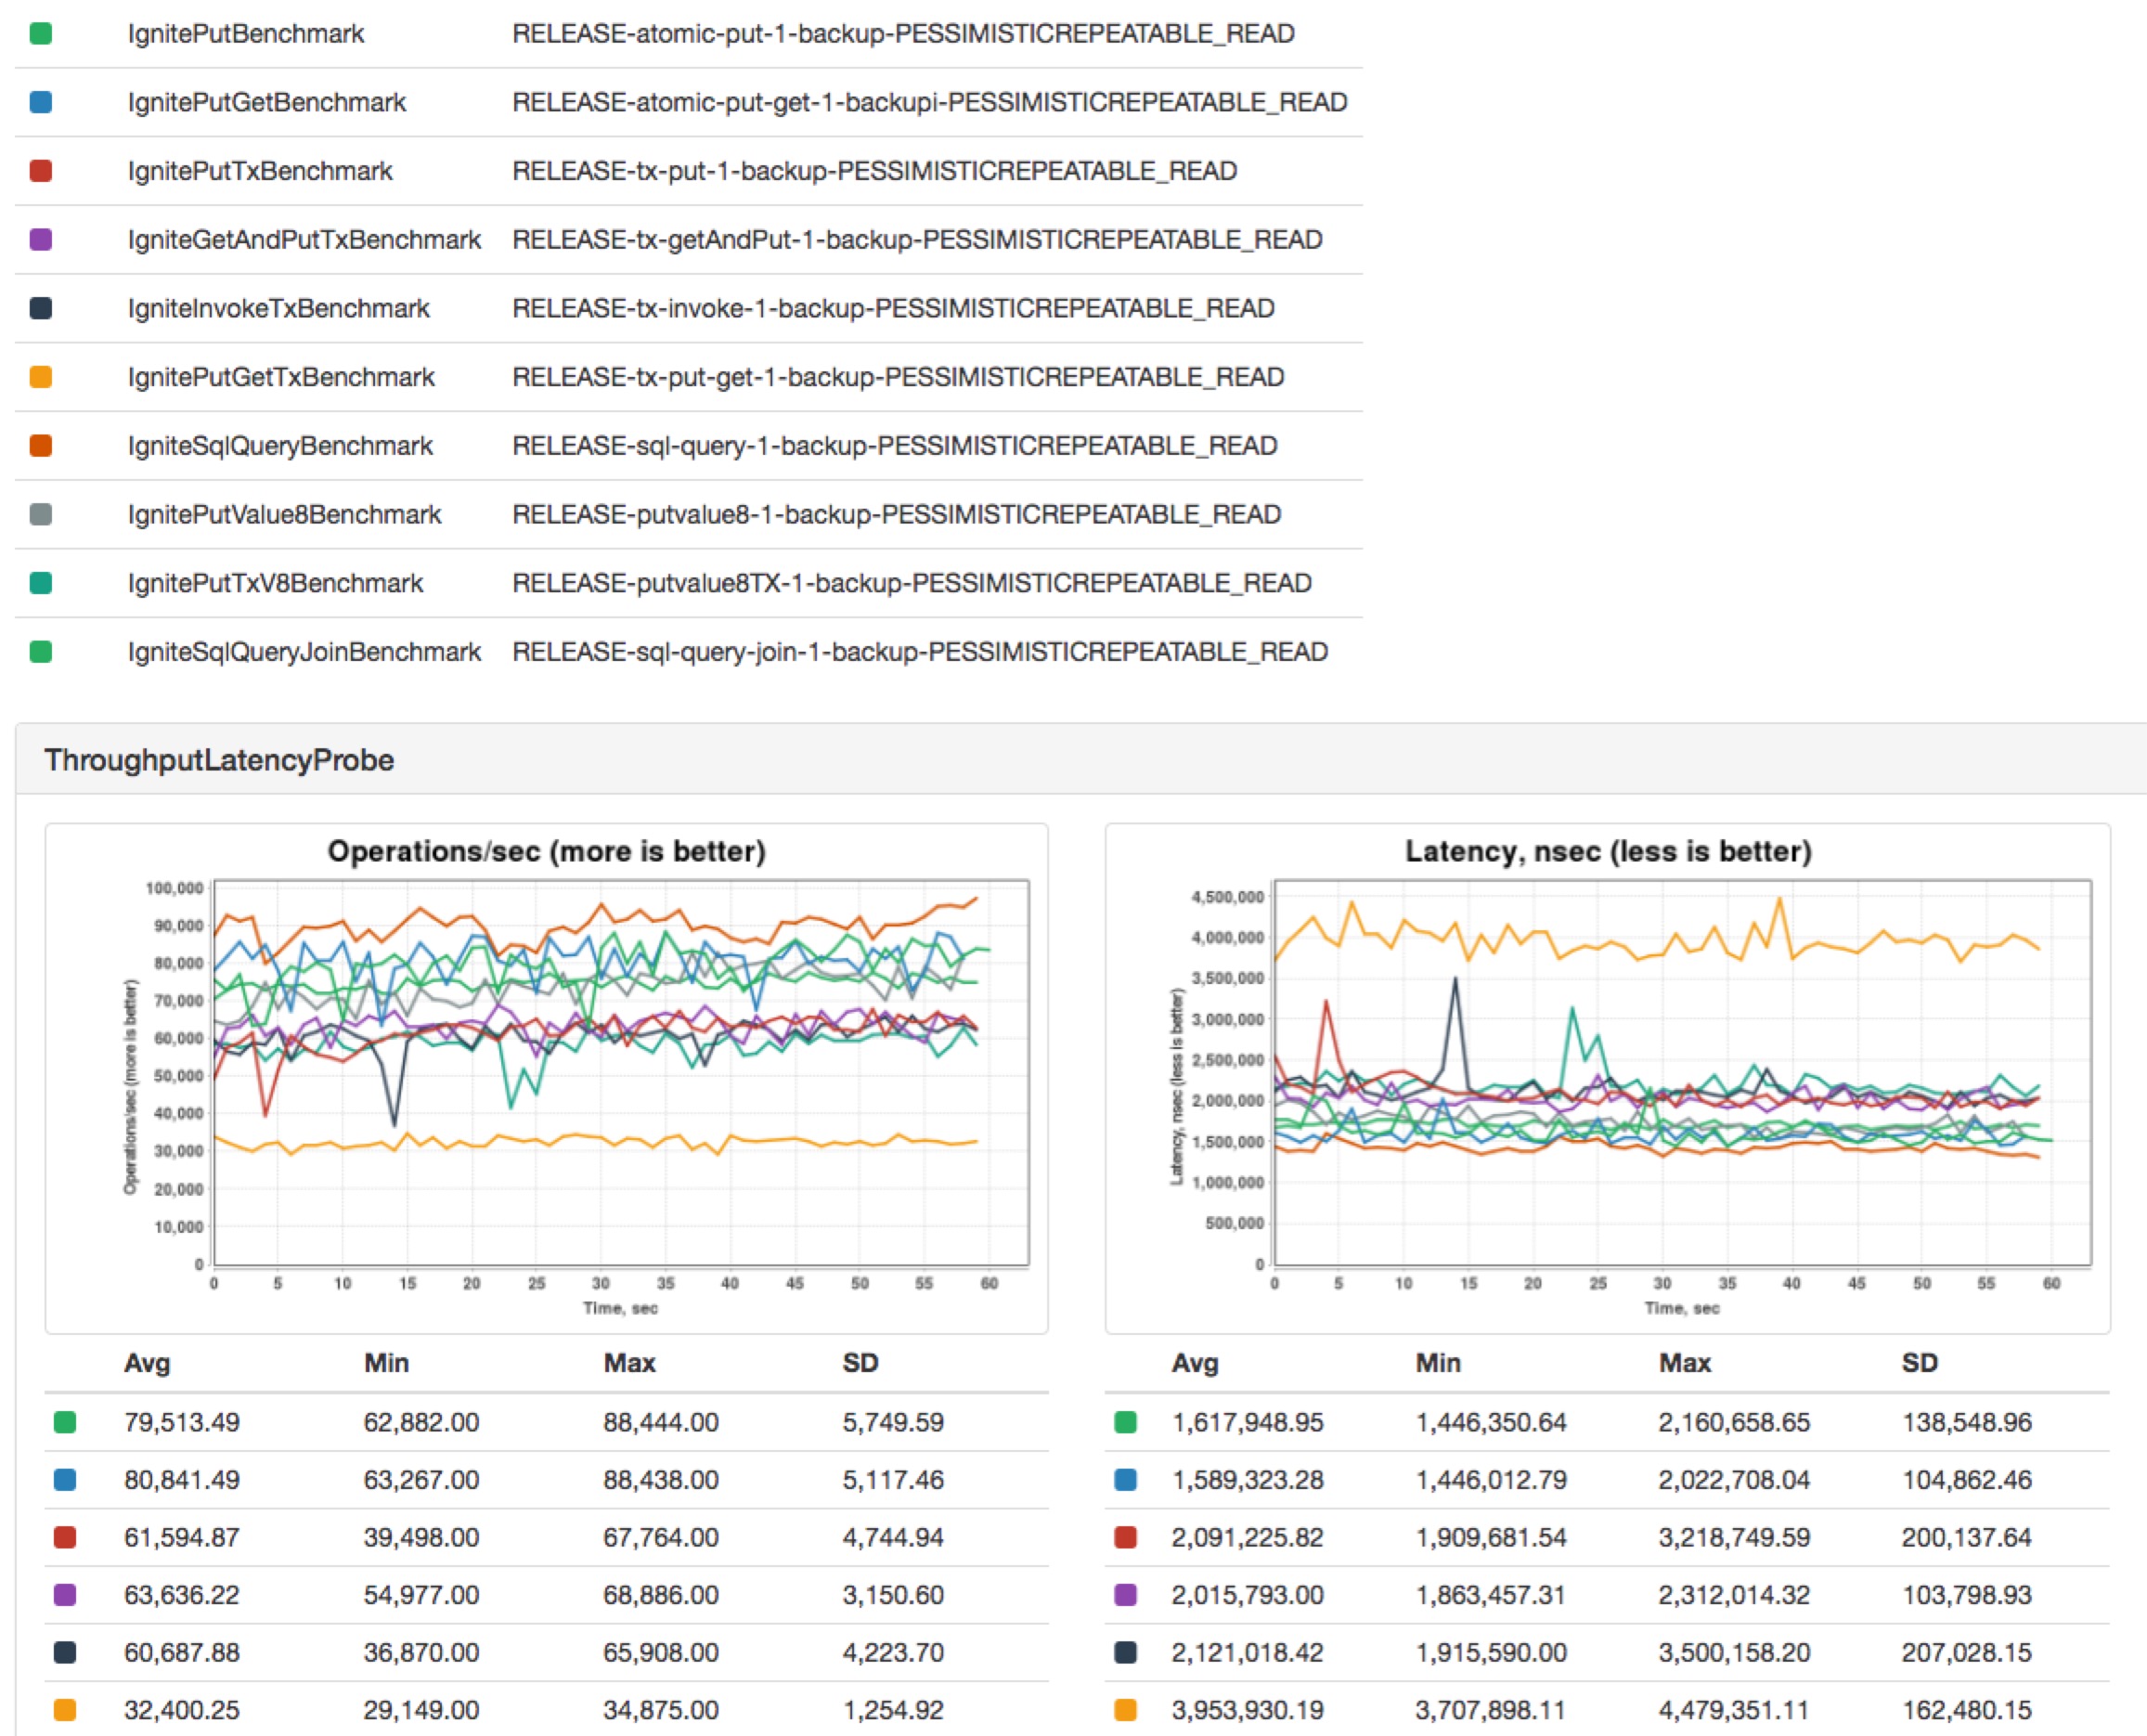 IgnitePutBenchmark RELEASE-atomic-put-1-backup-PESSIMISTICREPEATABLE_READ
IgnitePutGetBenchmark RELEASE-atomic-put-get-1-backupi-PESSIMISTICREPEATABLE_READ
IgnitePutTxBenchmark RELEASE-tx-put-1-backup-PESSIMISTICREPEATABLE_READ
IgniteGetAndPutTxBenchmark RELEASE-tx-getAndPut-1-backup-PESSIMISTICREPEATABLE_READ
IgniteInvokeTxBenchmark RELEASE-tx-invoke-1-backup-PESSIMISTICREPEATABLE_READ
IgnitePutGetTxBenchmark RELEASE-tx-put-get-1-backup-PESSIMISTICREPEATABLE_READ
IgniteSqlQueryBenchmark RELEASE-sql-query-1-backup-PESSIMISTICREPEATABLE_READ
IgnitePutValue8Benchmark RELEASE-putvalue8-1-backup-PESSIMISTICREPEATABLE_READ
IgnitePutTxV8Benchmark RELEASE-putvalue8TX-1-backup-PESSIMISTICREPEATABLE_READ
IgniteSqlQueryJoinBenchmark RELEASE-sql-query-join-1-backup-PESSIMISTICREPEATABLE_READ
ThroughputLatencyProbe
Operations/sec (more is better)
Operations/sec (more is better)
100,000
90,000
80,000
70,000
60,000
50,000
40,000
30,000
20,000
10,000
0
0 5 10 15 20 25 30 35 40 45 50 55 60
Time, sec
Latency, nsec (less is better)
Latency, nsec (less is better)
4,500,000
4,000,000
3,500,000
3,000,000
2,500,000
2,000,000
1,500,000
1,000,000
500,000
0
0 5 10 15 20 25 30 35 40 45 50 55 60
Time, sec
Avg Min Max SD
79,513.49 62,882.00 88,444.00 5,749.59
80,841.49 63,267.00 88,438.00 5,117.46
61,594.87 39,498.00 67,764.00 4,744.94
63,636.22 54,977.00 68,886.00 3,150.60
60,687.88 36,870.00 65,908.00 4,223.70
32,400.25 29,149.00 34,875.00 1,254.92
Avg Min Max SD
1,617,948.95 1,446,350.64 2,160,658.65 138,548.96
1,589,323.28 1,446,012.79 2,022,708.04 104,862.46
2,091,225.82 1,909,681.54 3,218,749.59 200,137.64
2,015,793.00 1,863,457.31 2,312,014.32 103,798.93
2,121,018.42 1,915,590.00 3,500,158.20 207,028.15
3,953,930.19 3,707,898.11 4,479,351.11 162,480.15